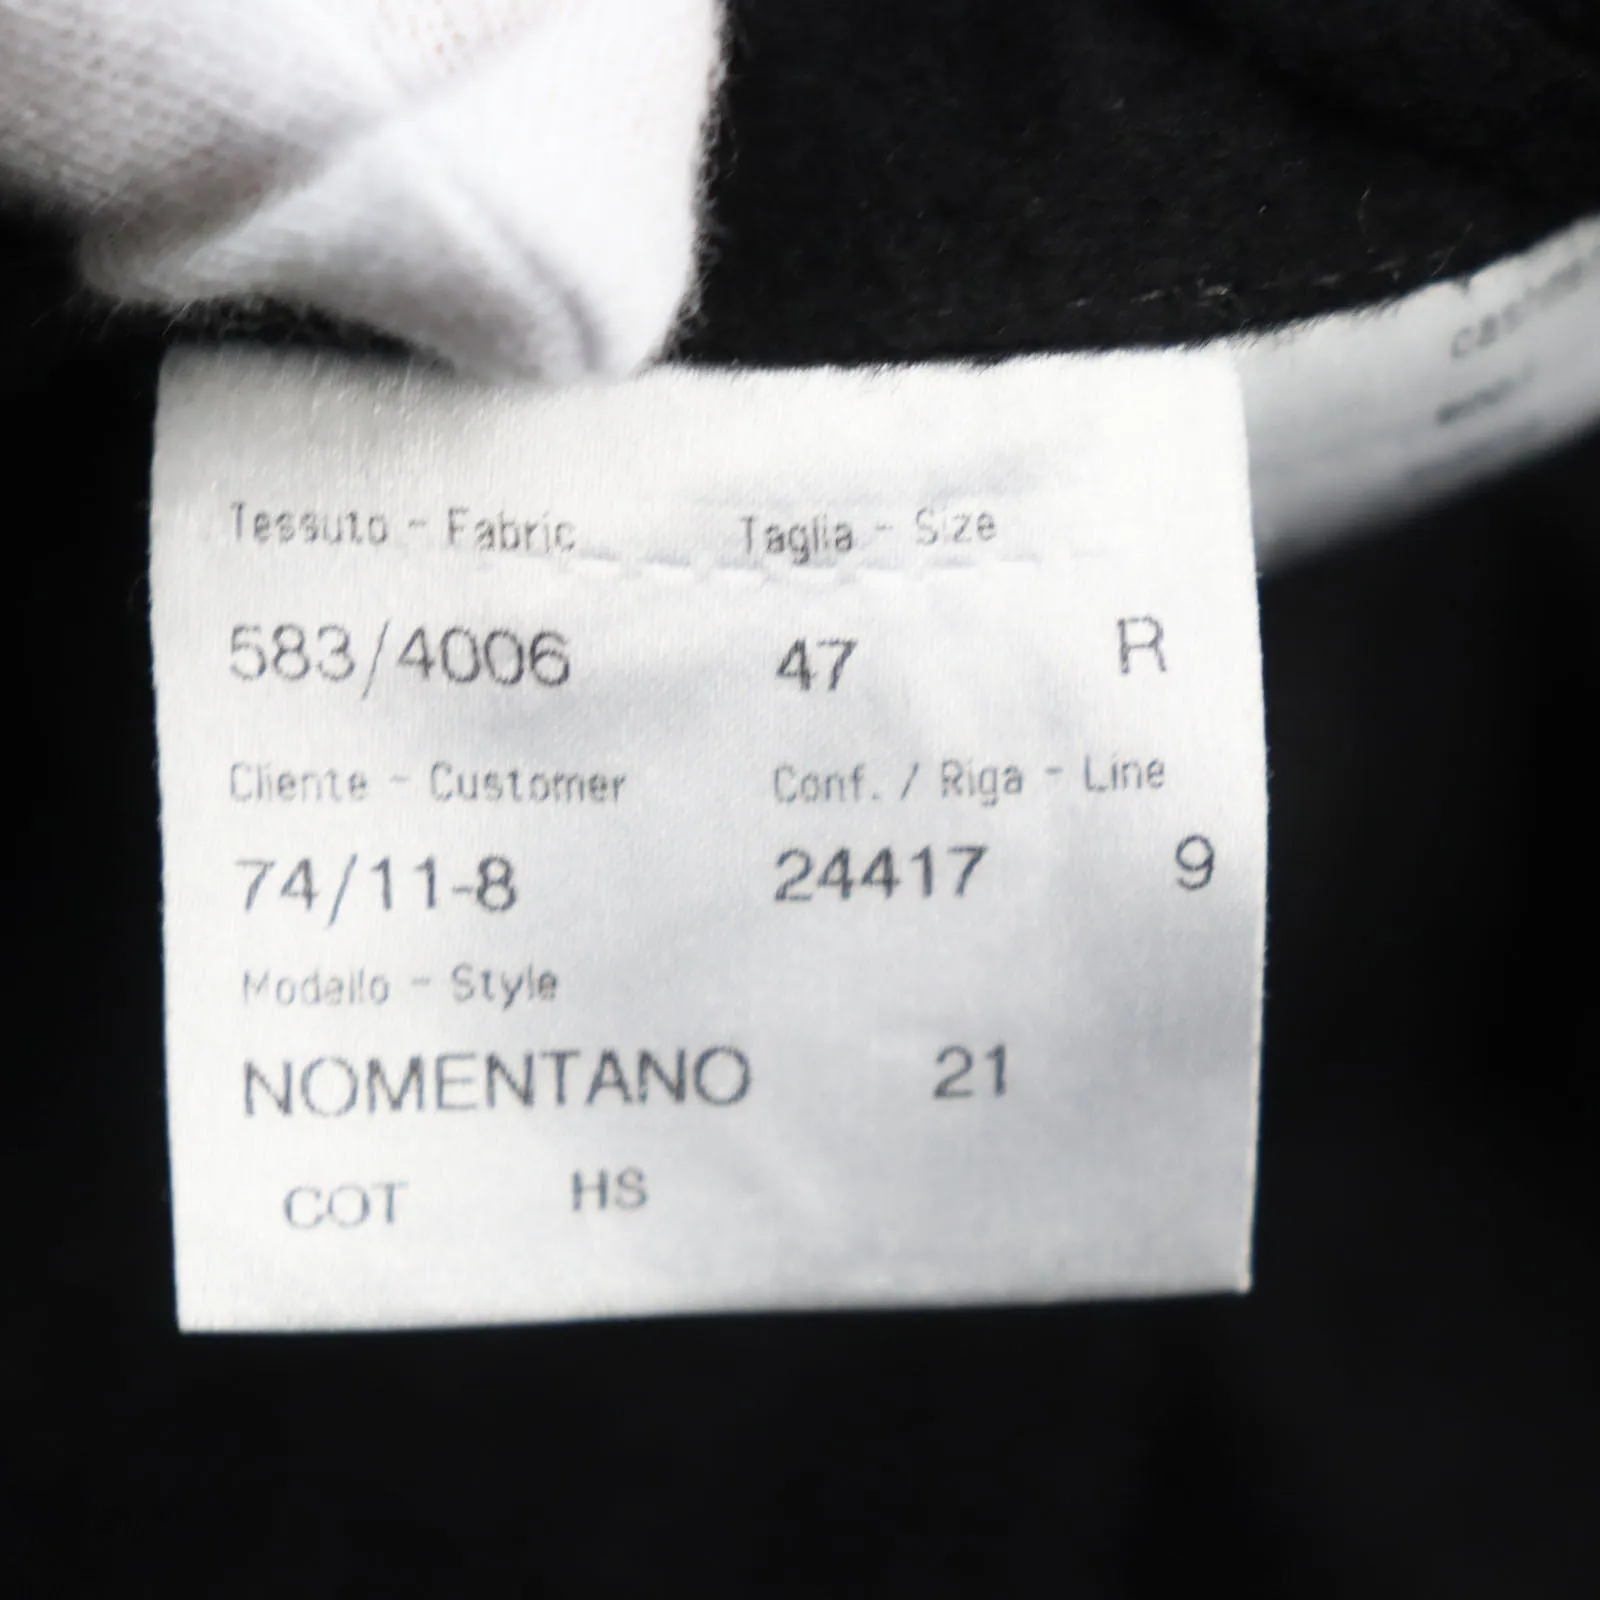 Tessuto - Fabric Taglia - Size
583/4006 47 R
Cliente - Customer Conf. / Riga - Line
74/11-8 24417 9
Modello - Style
NOMENTANO 21
COT HS